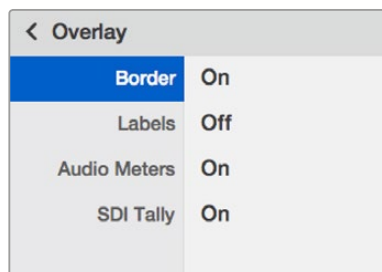 < Overlay
Border On
Labels Off
Audio Meters On
SDI Tally On